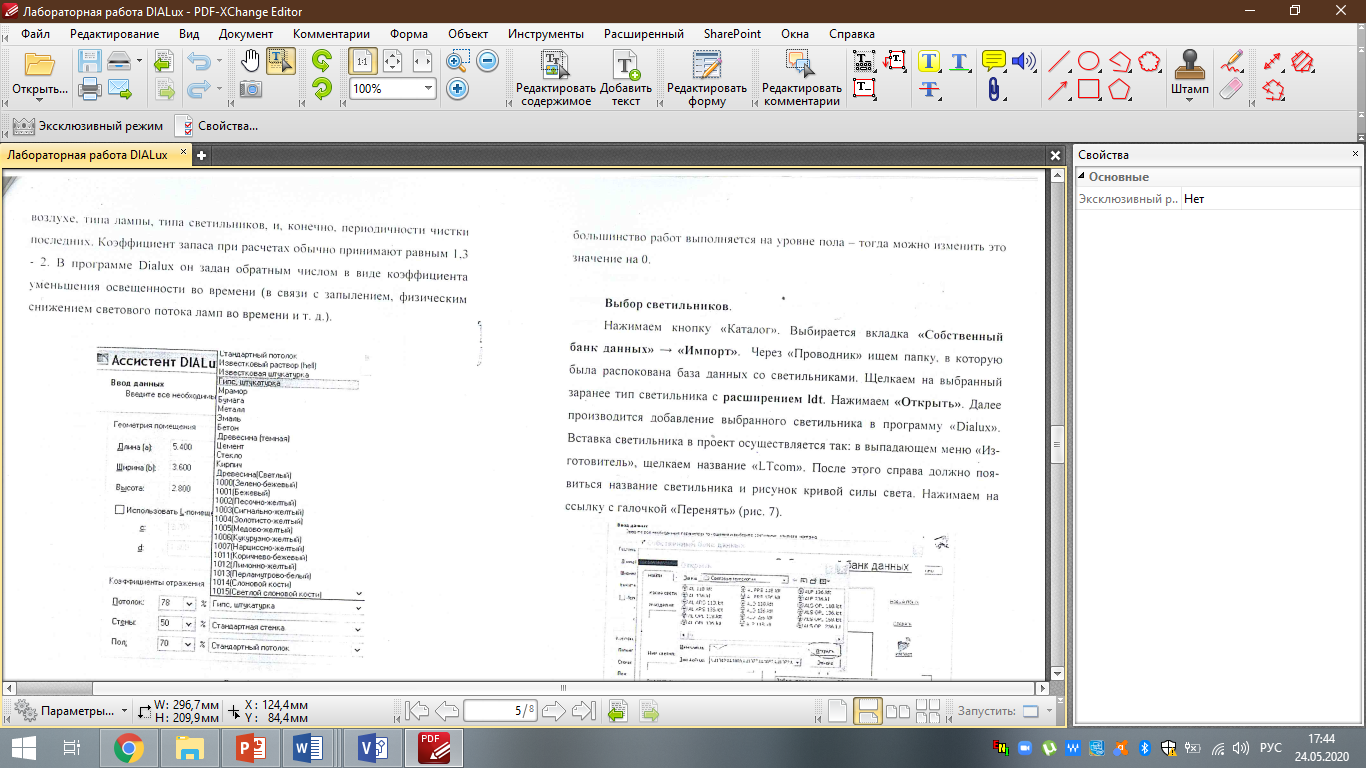 Лабораторная работа DIALux - PDF-XChange Editor
Файл Редактирование Вид Документ Комментарии Форма Объект Инструменты Расширенный SharePoint Окна Справка
Открыть...
1:1
100%
Редактировать содержимое
Добавить текст
Редактировать форму
Редактировать комментарии
Штамп
Эксклюзивный режим Свойства...
Лабораторная работа DIALux
Свойства
Основные
Эксклюзивный р.. Нет
воздухе, типа лампы, типа светильников, и, конечно, периодичности чистки
последних. Коэффициент запаса при расчетах обычно принимают равным 1.3
- 2. В программе Dialux он задан обратным числом в виде коэффициента
уменьшения освещенности во времени (в связи с запылением, физическим
снижением светового потока ламп во времени и т. д.).
Ассистент DIALu
Ввод данных
Введите все необходимы
Геометрия помещения
Длина (a): 5.400
Ширина (b): 3.600
Высота: 2.800
Использовать L-помещ
c:
d:
Коэффициенты отражения
Стандартный потолок
Известковый раствор (hell)
Известковая штукатурка
Гипс, штукатурка
Мрамор
Бумага
Металл
Эмаль
Бетон
Древесина (темная)
Цемент
Стекло
Кирпич
Древесина(Светлый)
1000(Зелено-бежевый)
1001(Бежевый)
1002(Песочно-желтый)
1003(Сигнально-желтый)
1004(Золотисто-желтый)
1005(Медово-желтый)
1006(Кукурузно-желтый)
1007(Нарциссно-желтый)
1011(Коричнево-бежевый)
1012(Лимонно-желтый)
1013(Перламутрово-белый)
1014(Слоновой кости)
1015(Светлой слоновой кости)
Потолок: 78 % Гипс, штукатурка
Стены: 50 % Стандартная стенка
Пол: 70 % Стандартный потолок
большинство работ выполняется на уровне пола – тогда можно изменить это
значение на 0.
Выбор светильников.
Нажимаем кнопку «Каталог». Выбирается вкладка «Собственный
банк данных» → «Импорт». Через «Проводник» ищем папку, в которую
была распокована база данных со светильниками. Щелкаем на выбранный
заранее тип светильника с расширением ldt. Нажимаем «Открыть». Далее
производится добавление выбранного светильника в программу «Dialux».
Вставка светильника в проект осуществляется так: в выпадающем меню «Из-
готовитель», щелкаем название «LTcom». После этого справа должно поя-
виться название светильника и рисунок кривой силы света. Нажимаем на
ссылку с галочкой «Перенять» (рис. 7).
Ввод данных
банк данных
Параметры...
W: 296,7мм
H: 209,9мм
X: 124,4мм
Y: 84,4мм
5/8
Запустить:
РУС
17:44
24.05.2020